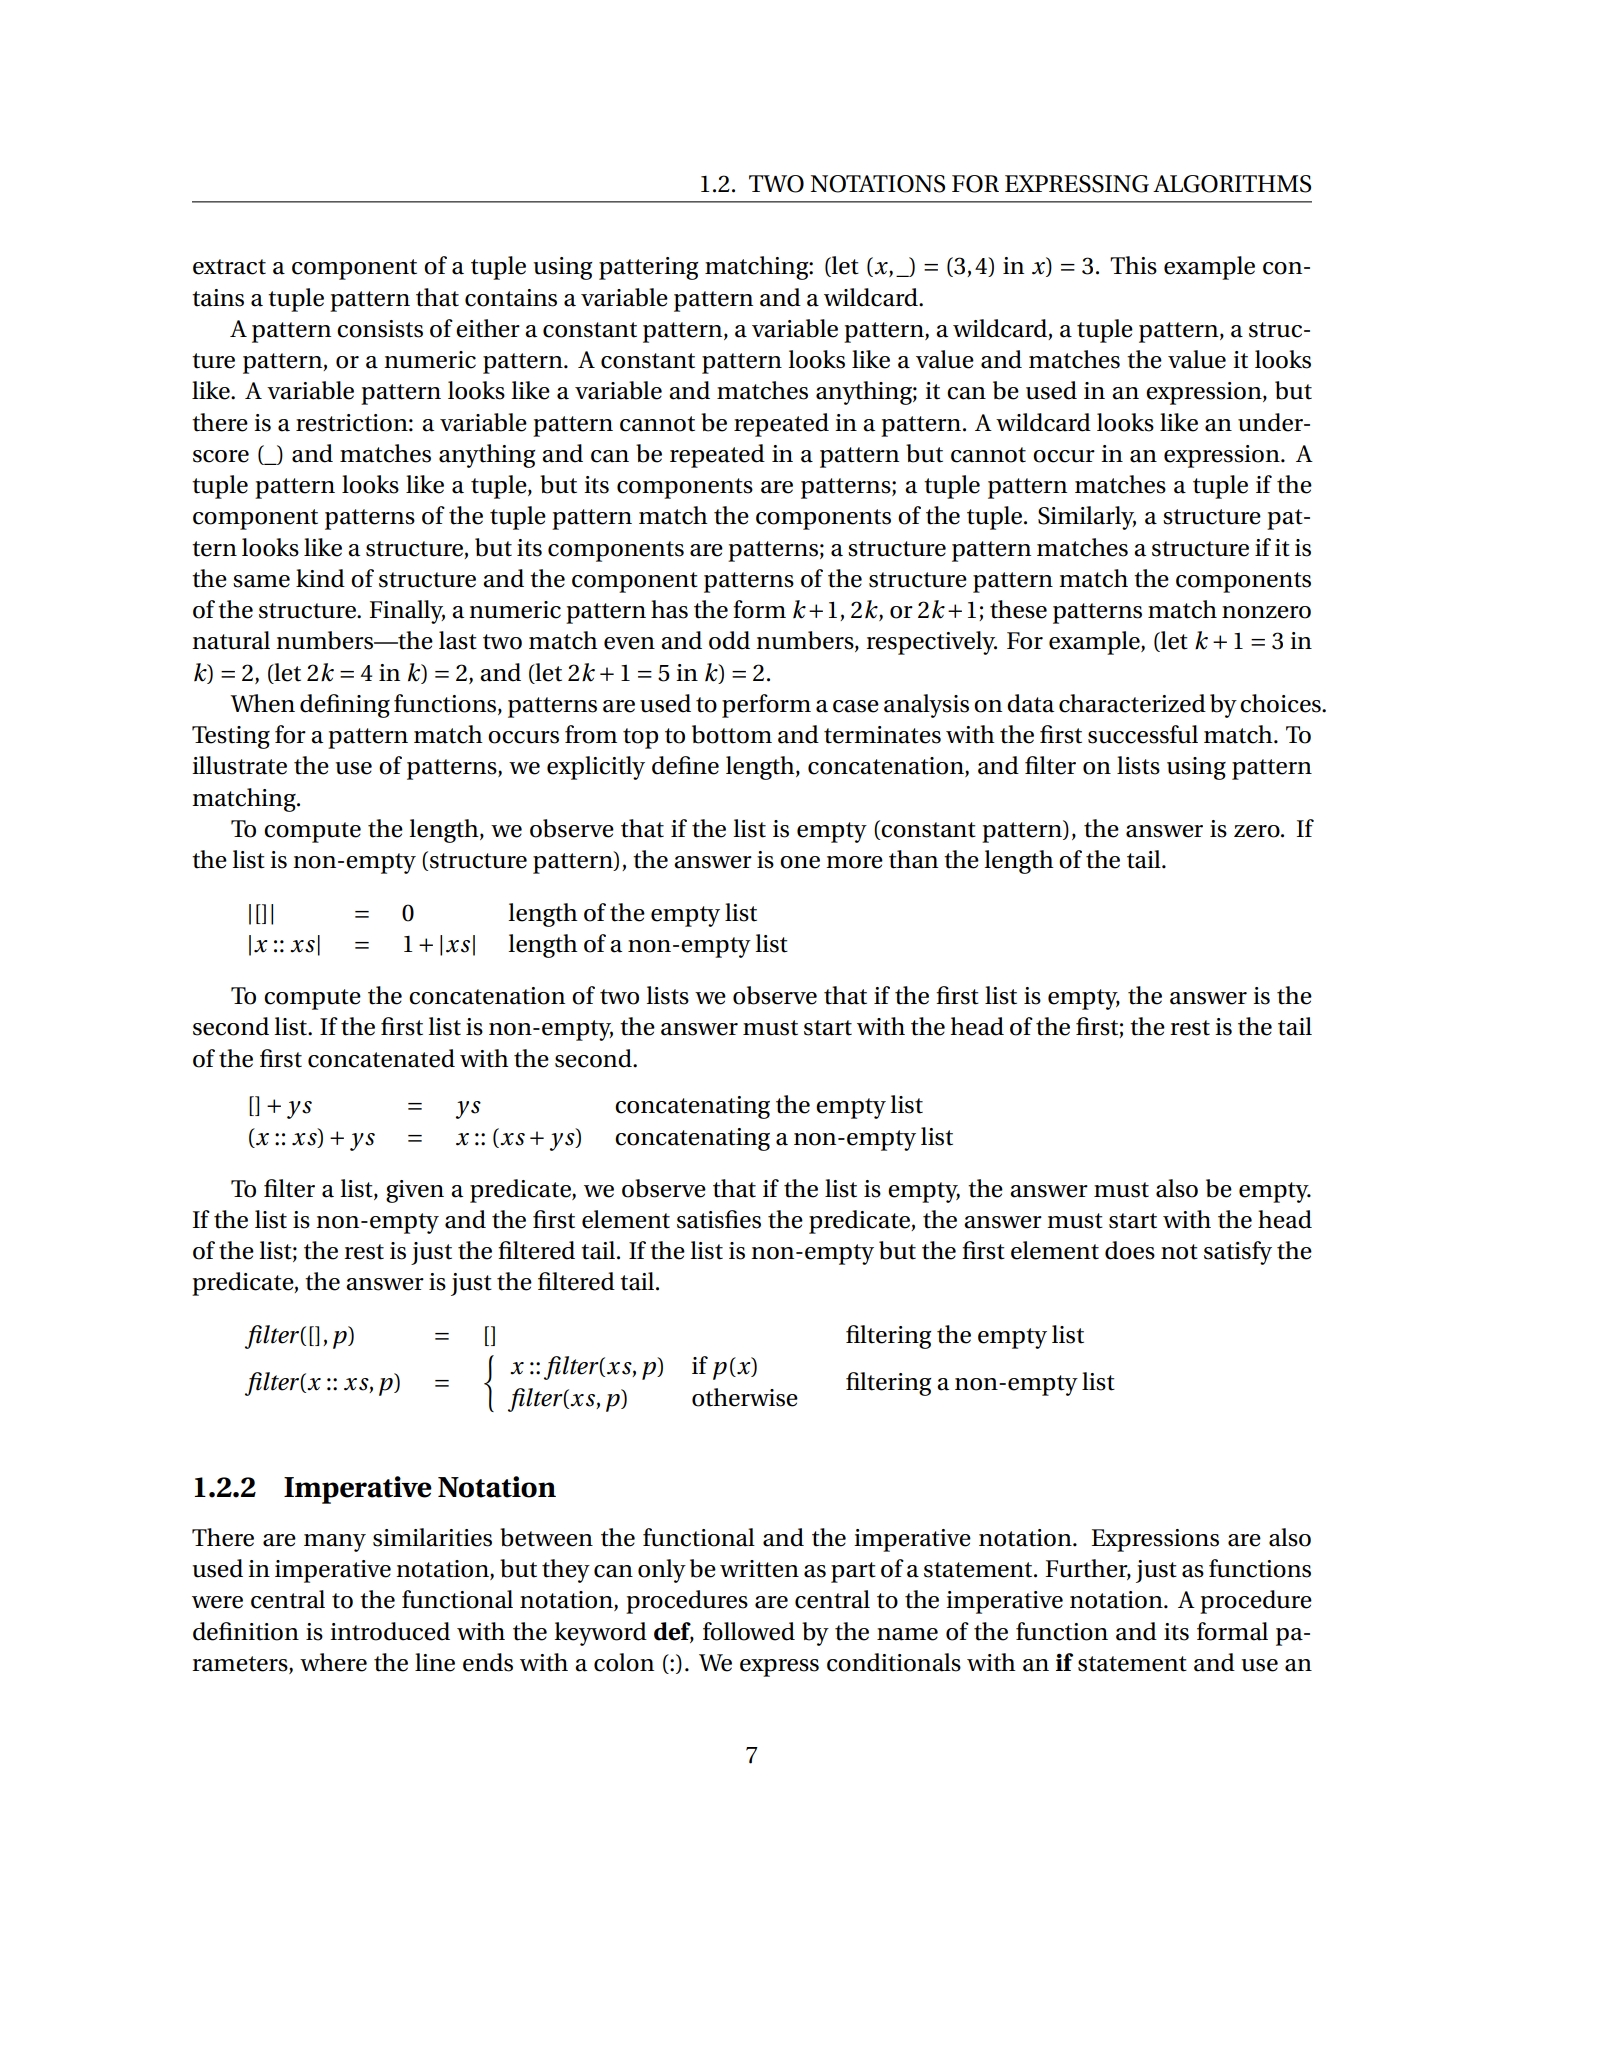 1.2. TWO NOTATIONS FOR EXPRESSING ALGORITHMS
extract a component of a tuple using pattering matching: (let (x,_) = (3,4) in x) = 3. This example con-
tains a tuple pattern that contains a variable pattern and a wildcard.
A pattern consists of either a constant pattern, a variable pattern, a wildcard, a tuple pattern, a struc-
ture pattern, or a numeric pattern. A constant pattern looks like a value and matches the value it looks
like. A variable pattern looks like a variable and matches anything; it can be used in an expression, but
there is a restriction: a variable pattern cannot be repeated in a pattern. A wildcard looks like an under-
score (_) and matches anything and can be repeated in a pattern but cannot occur in an expression. A
tuple pattern looks like a tuple, but its components are patterns; a tuple pattern matches a tuple if the
component patterns of the tuple pattern match the components of the tuple. Similarly, a structure pat-
tern looks like a structure, but its components are patterns; a structure pattern matches a structure if it is
the same kind of structure and the component patterns of the structure pattern match the components
of the structure. Finally, a numeric pattern has the form k+1, 2k, or 2k+1; these patterns match nonzero
natural numbers—the last two match even and odd numbers, respectively. For example, (let k + 1 = 3 in
k) = 2, (let 2k = 4 in k) = 2, and (let 2k + 1 = 5 in k) = 2.
When defining functions, patterns are used to perform a case analysis on data characterized by choices.
Testing for a pattern match occurs from top to bottom and terminates with the first successful match. To
illustrate the use of patterns, we explicitly define length, concatenation, and filter on lists using pattern
matching.
To compute the length, we observe that if the list is empty (constant pattern), the answer is zero. If
the list is non-empty (structure pattern), the answer is one more than the length of the tail.
|[]| = 0 length of the empty list
|x :: xs| = 1 + |xs| length of a non-empty list
To compute the concatenation of two lists we observe that if the first list is empty, the answer is the
second list. If the first list is non-empty, the answer must start with the head of the first; the rest is the tail
of the first concatenated with the second.
[] + ys = ys concatenating the empty list
(x :: xs) + ys = x :: (xs + ys) concatenating a non-empty list
To filter a list, given a predicate, we observe that if the list is empty, the answer must also be empty.
If the list is non-empty and the first element satisfies the predicate, the answer must start with the head
of the list; the rest is just the filtered tail. If the list is non-empty but the first element does not satisfy the
predicate, the answer is just the filtered tail.
filter([], p) = [] filtering the empty list
filter(x :: xs, p) = { x :: filter(xs, p) if p(x)
filter(xs, p) otherwise filtering a non-empty list
1.2.2 Imperative Notation
There are many similarities between the functional and the imperative notation. Expressions are also
used in imperative notation, but they can only be written as part of a statement. Further, just as functions
were central to the functional notation, procedures are central to the imperative notation. A procedure
definition is introduced with the keyword def, followed by the name of the function and its formal pa-
rameters, where the line ends with a colon (:). We express conditionals with an if statement and use an
7